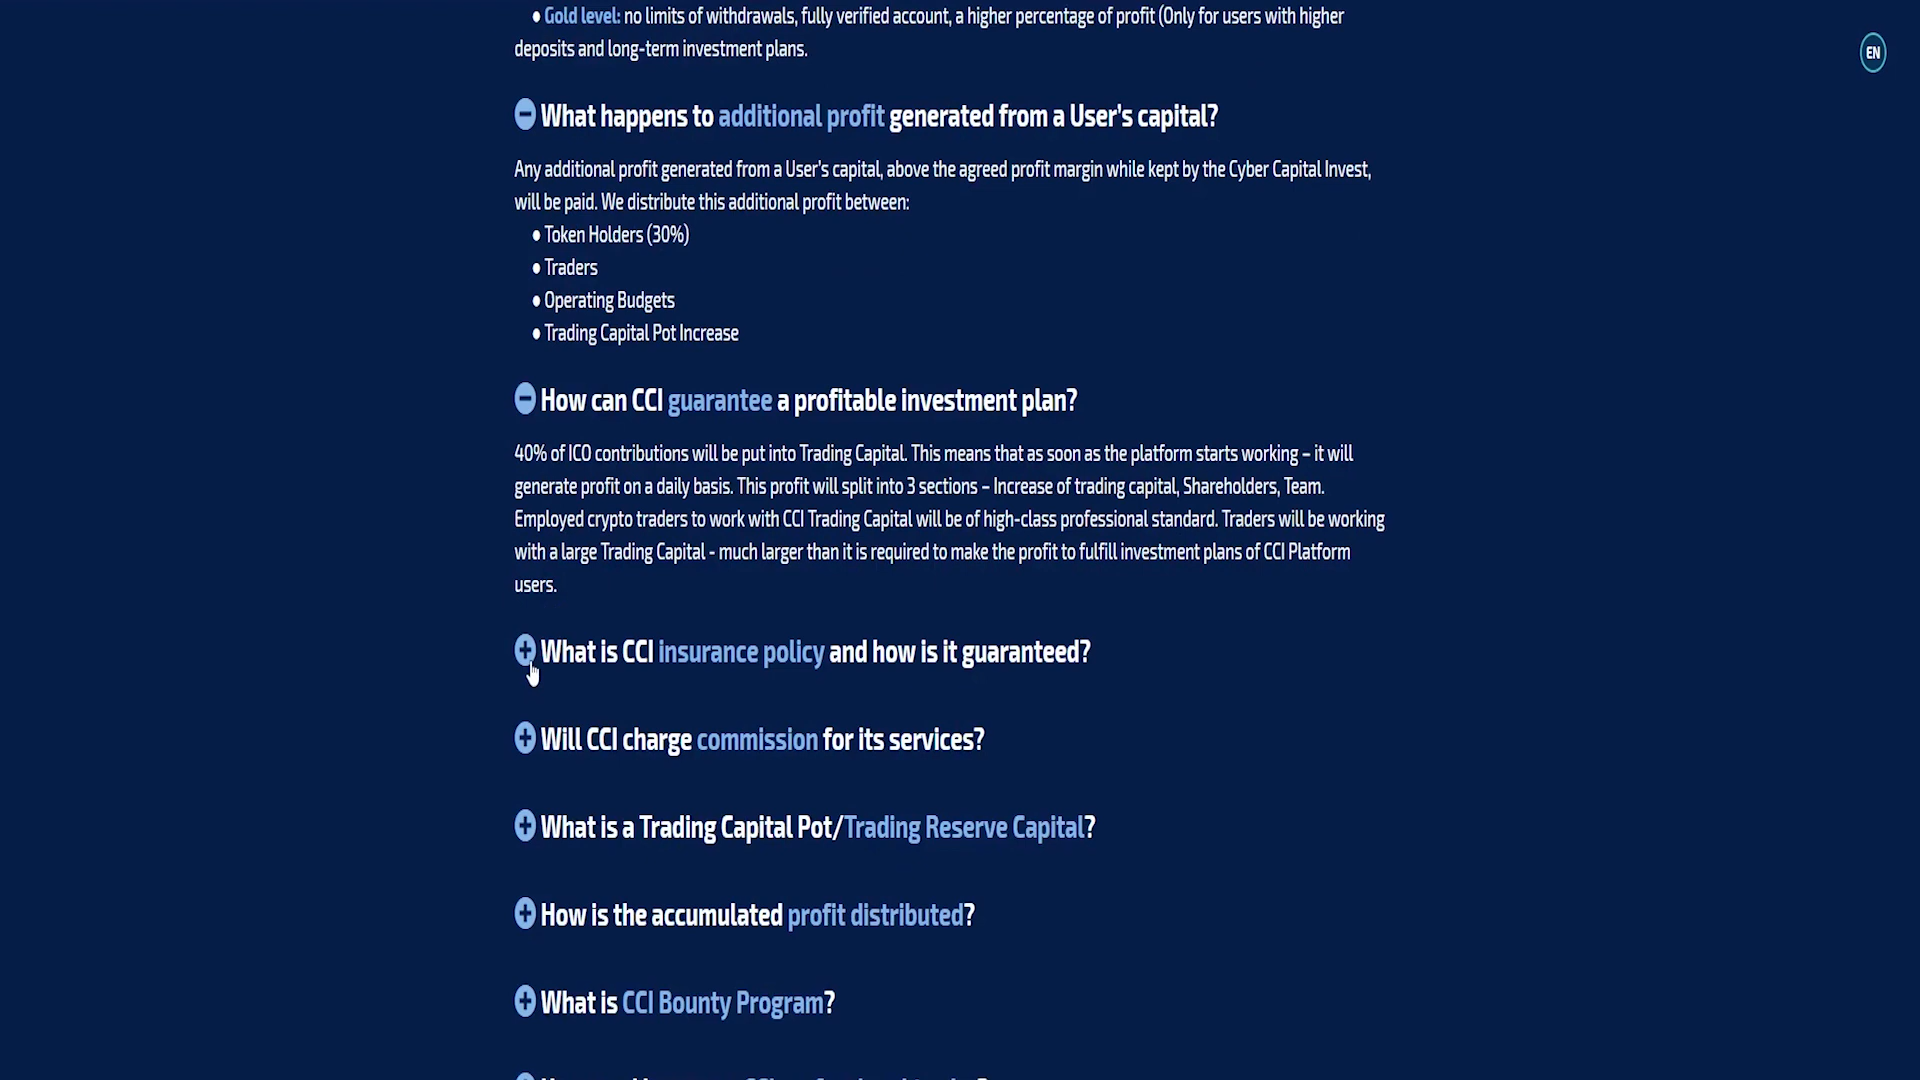 ● Gold level: no limits of withdrawals, fully verified account, a higher percentage of profit (Only for users with higher
deposits and long-term investment plans.
EN
What happens to additional profit generated from a User's capital?
Any additional profit generated from a User's capital, above the agreed profit margin while kept by the Cyber Capital Invest,
will be paid. We distribute this additional profit between:
● Token Holders (30%)
● Traders
● Operating Budgets
● Trading Capital Pot Increase
How can CCI guarantee a profitable investment plan?
40% of ICO contributions will be put into Trading Capital. This means that as soon as the platform starts working – it will
generate profit on a daily basis. This profit will split into 3 sections – Increase of trading capital, Shareholders, Team.
Employed crypto traders to work with CCI Trading Capital will be of high-class professional standard. Traders will be working
with a large Trading Capital - much larger than it is required to make the profit to fulfill investment plans of CCI Platform
users.
What is CCI insurance policy and how is it guaranteed?
Will CCI charge commission for its services?
What is a Trading Capital Pot/Trading Reserve Capital?
How is the accumulated profit distributed?
What is CCI Bounty Program?